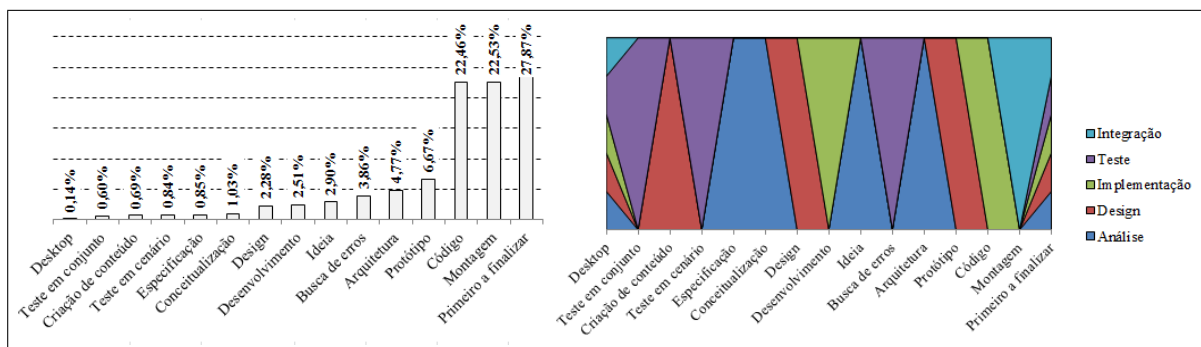 0,14%
0,60%
0,69%
0,84%
0,85%
1,03%
2,28%
2,51%
2,90%
3,86%
4,77%
6,67%
22,46%
22,53%
27,87%
Desktop
Teste em conjunto
Criação de conteúdo
Teste em cenário
Especificação
Conceitualização
Design
Desenvolvimento
Ideia
Busca de erros
Arquitetura
Protótipo
Código
Montagem
Primeiro a finalizar
Desktop
Teste em conjunto
Criação de conteúdo
Teste em cenário
Especificação
Conceitualização
Design
Desenvolvimento
Ideia
Busca de erros
Arquitetura
Protótipo
Código
Montagem
Primeiro a finalizar
Integração
Teste
Implementação
Design
Análise